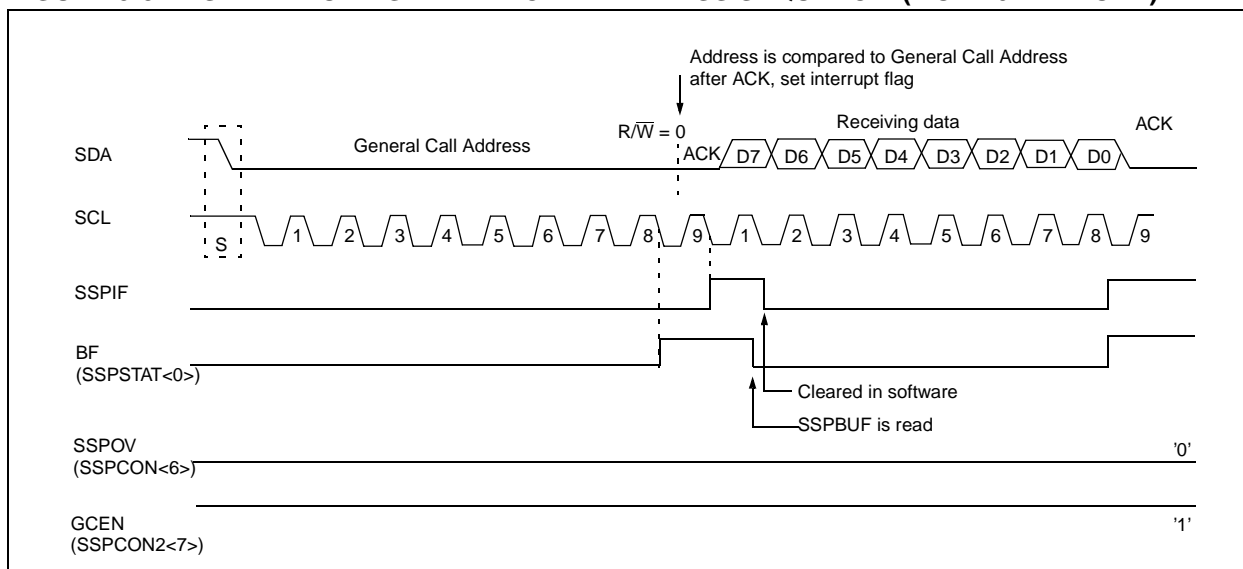 Address is compared to General Call Address
after ACK, set interrupt flag
SDA
General Call Address
R/W = 0
ACK
D7
D6
D5
D4
D3
D2
D1
D0
Receiving data
ACK
SCL
S
1
2
3
4
5
6
7
8
9
1
2
3
4
5
6
7
8
9
SSPIF
BF
(SSPSTAT<0>)
Cleared in software
SSPBUF is read
SSPOV
(SSPCON<6>)
'0'
GCEN
(SSPCON2<7>)
'1'